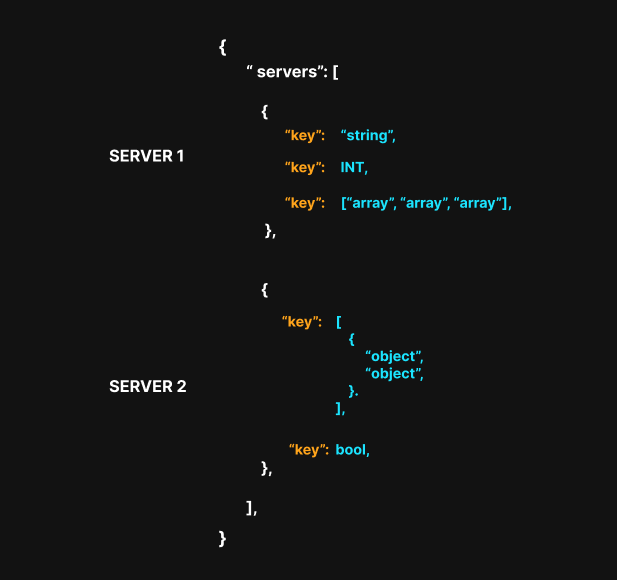 {
“ servers”: [
{
“key”: “string”,
SERVER 1
“key”: INT,
“key”: [“array”, “array”, “array”],
},
{
“key”: [
{
“object”,
“object”,
SERVER 2
}.
],
“key”: bool,
},
],
}